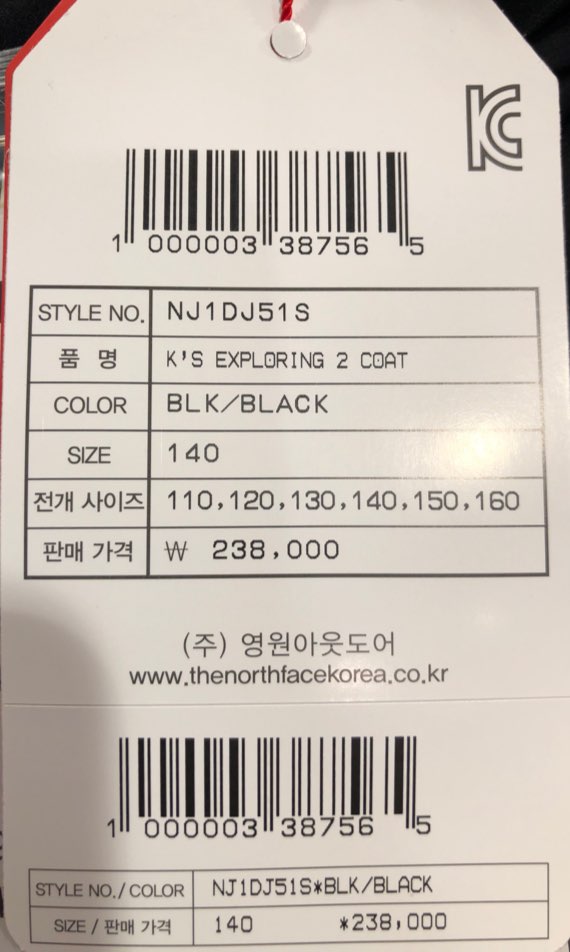 KC
1 000003 38756 5
STYLE NO. NJ1DJ51S
품 명 K'S EXPLORING 2 COAT
COLOR BLK/BLACK
SIZE 140
전개 사이즈 110,120,130,140,150,160
판매 가격 ₩ 238,000
(주) 영원아웃도어
www.thenorthfacekorea.co.kr
1 000003 38756 5
STYLE NO./COLOR NJ1DJ51S*BLK/BLACK
SIZE / 판매 가격 140 *238,000